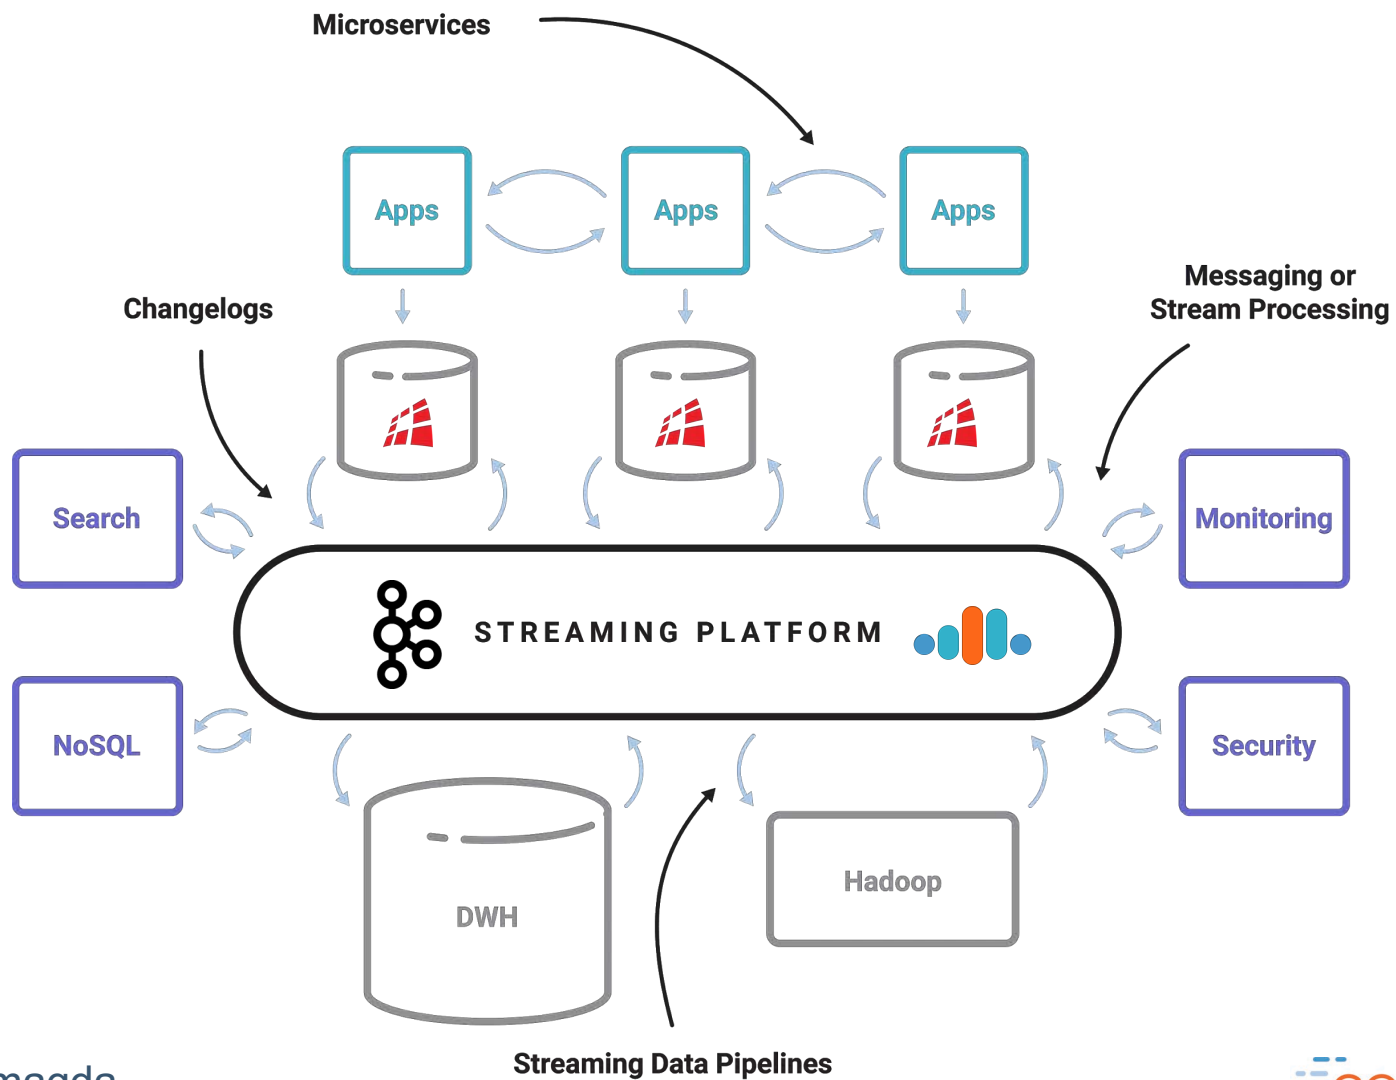 Microservices
Apps
Apps
Apps
Changelogs
Messaging or
Stream Processing
Search
Monitoring
STREAMING PLATFORM
NoSQL
Security
DWH
Hadoop
Streaming Data Pipelines